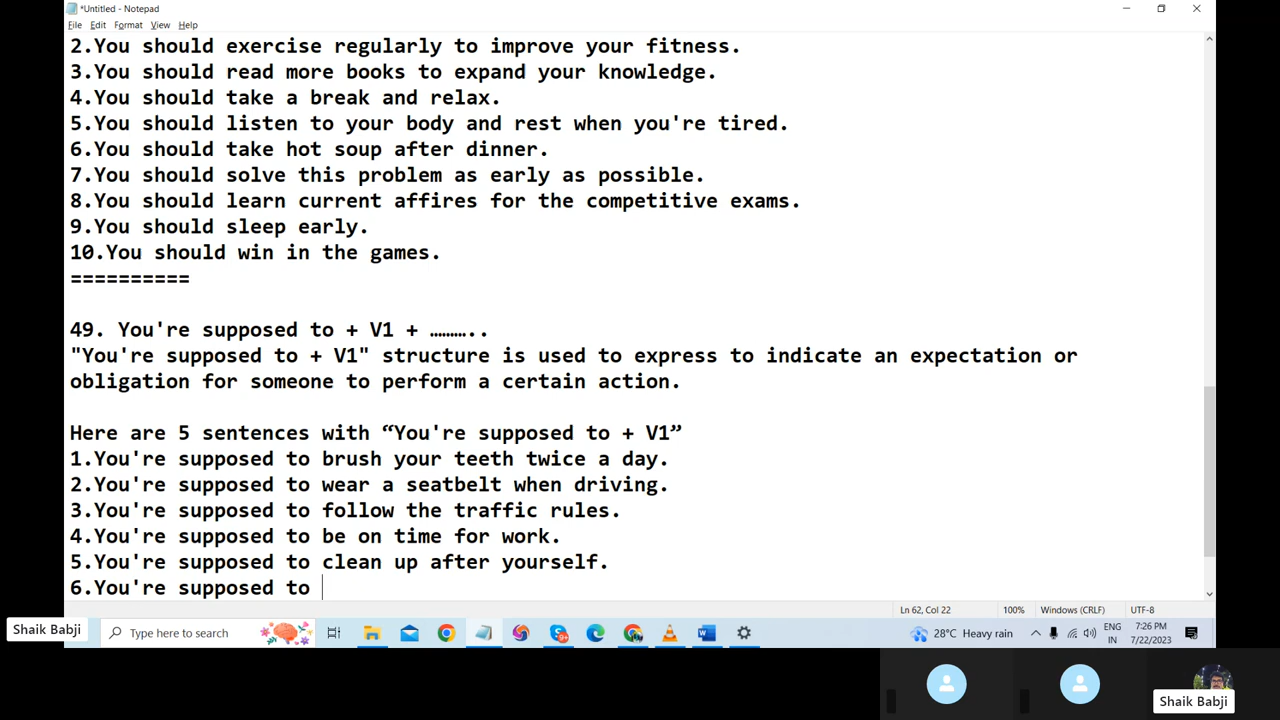 *Untitled - Notepad
File Edit Format View Help
2.You should exercise regularly to improve your fitness.
3.You should read more books to expand your knowledge.
4.You should take a break and relax.
5.You should listen to your body and rest when you're tired.
6.You should take hot soup after dinner.
7.You should solve this problem as early as possible.
8.You should learn current affires for the competitive exams.
9.You should sleep early.
10.You should win in the games.
==========
49. You're supposed to + V1 + ………..
"You're supposed to + V1" structure is used to express to indicate an expectation or
obligation for someone to perform a certain action.
Here are 5 sentences with “You're supposed to + V1”
1.You're supposed to brush your teeth twice a day.
2.You're supposed to wear a seatbelt when driving.
3.You're supposed to follow the traffic rules.
4.You're supposed to be on time for work.
5.You're supposed to clean up after yourself.
6.You're supposed to
Ln 62, Col 22 100% Windows (CRLF) UTF-8
Shaik Babji
Type here to search
28°C Heavy rain
ENG
IN
7:26 PM
7/22/2023
Shaik Babji